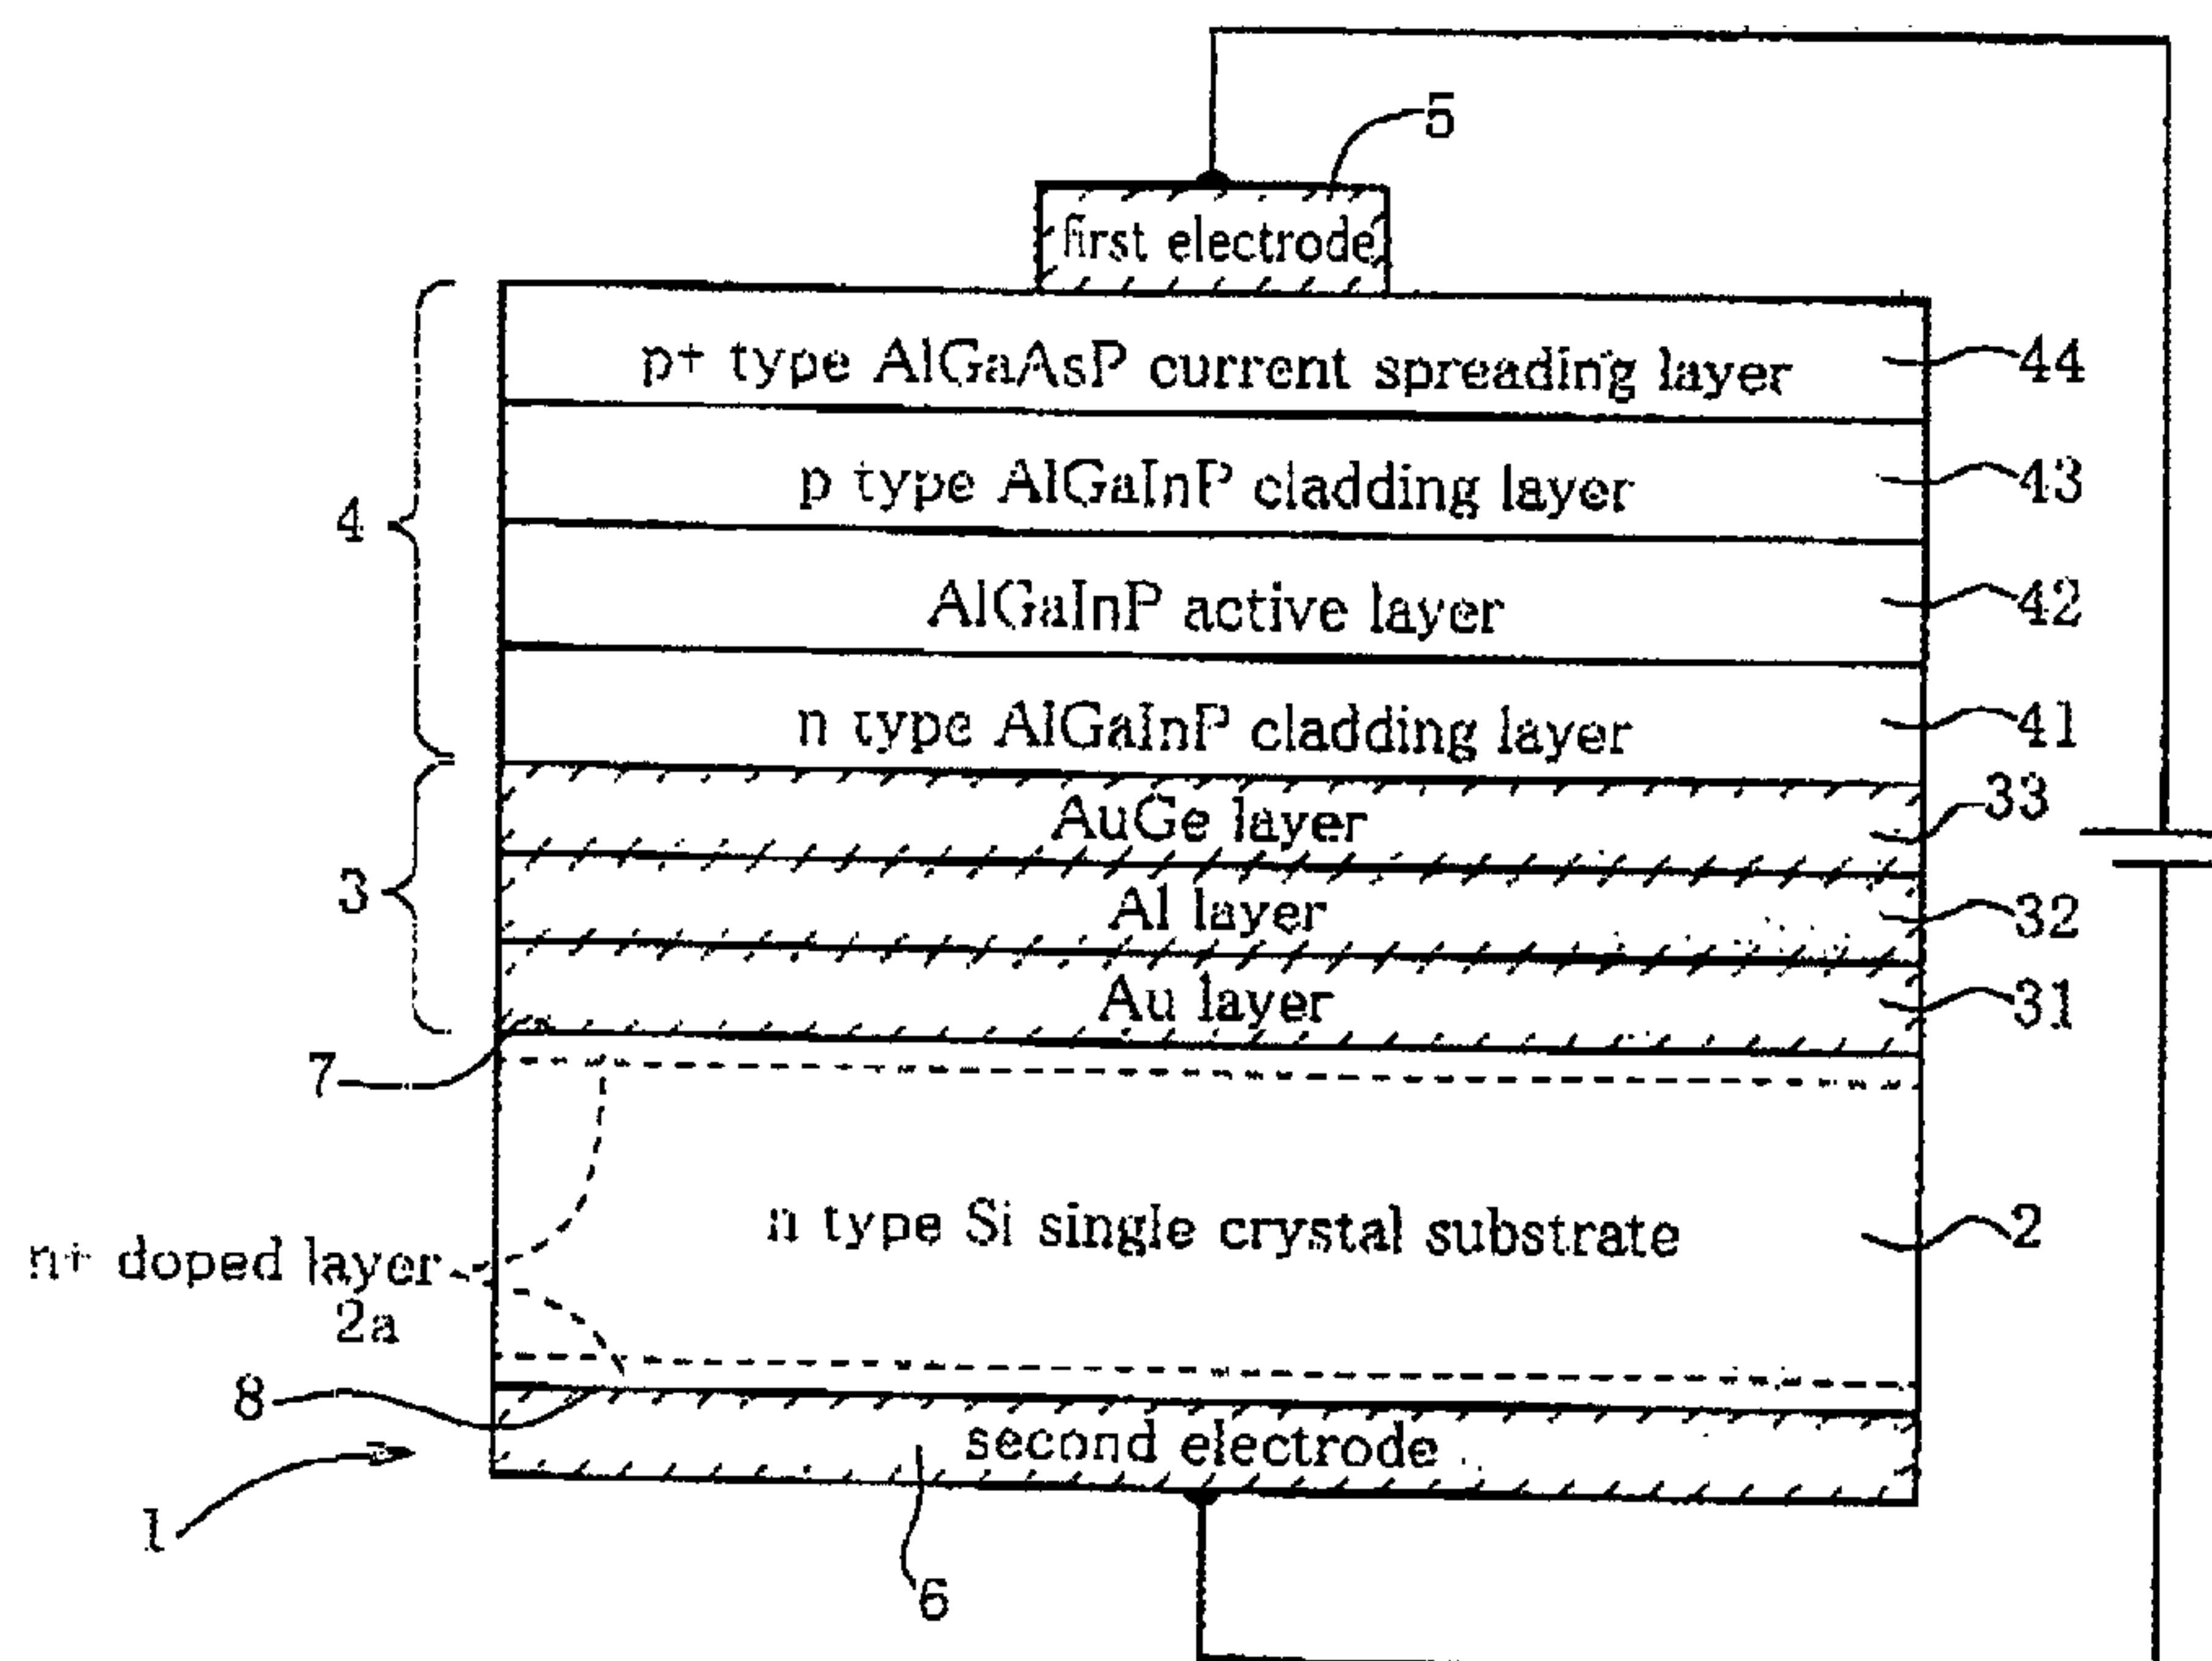 5
first electrode
p+ type AlGaAsP current spreading layer 44
p type AlGaInP cladding layer 43
4
AlGaInP active layer 42
n type AlGaInP cladding layer 41
AuGe layer 33
3
Al layer 32
Au layer 31
7
n type Si single crystal substrate 2
n+ doped layer
2a
8
second electrode
1
6